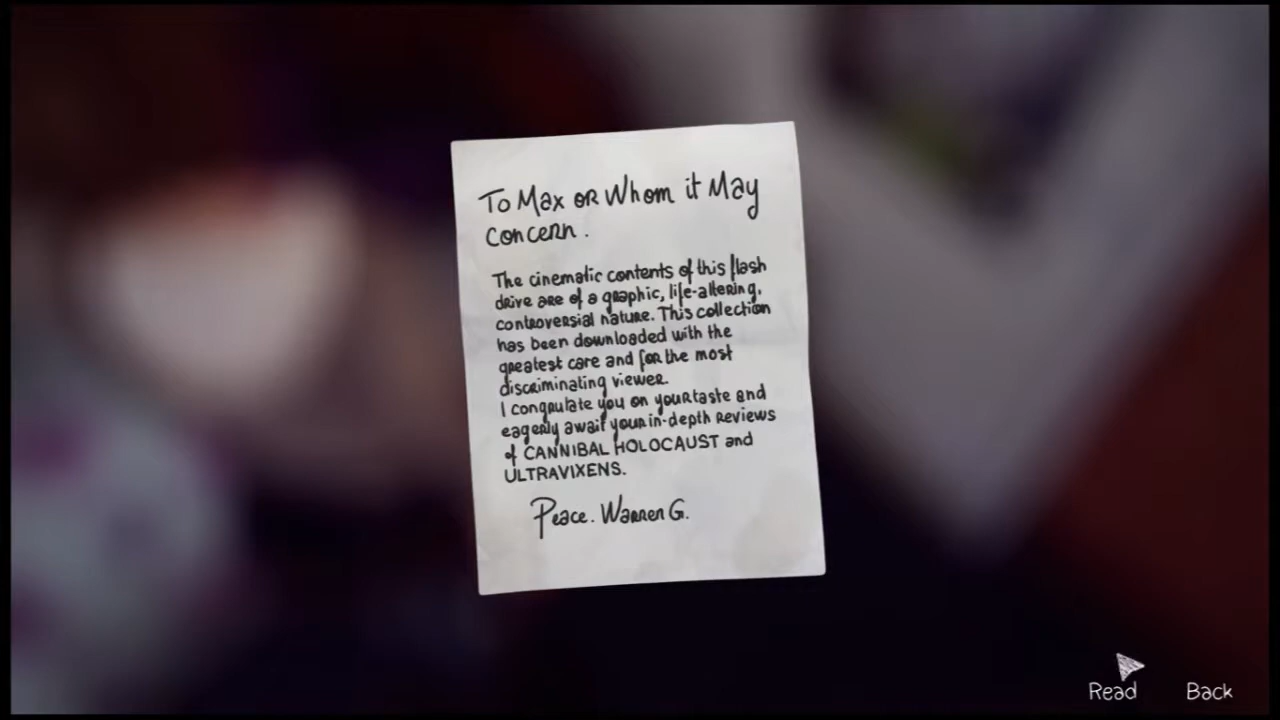 To Max or Whom it May
Concern.
The cinematic contents of this flash
drive are of a graphic, life-altering,
controversial nature. This collection
has been downloaded with the
greatest care and for the most
discriminating viewer.
I congrulate you on your taste and
eagerly await your in-depth reviews
of CANNIBAL HOLOCAUST and
ULTRAVIXENS.
Peace. Warren G.
Read Back